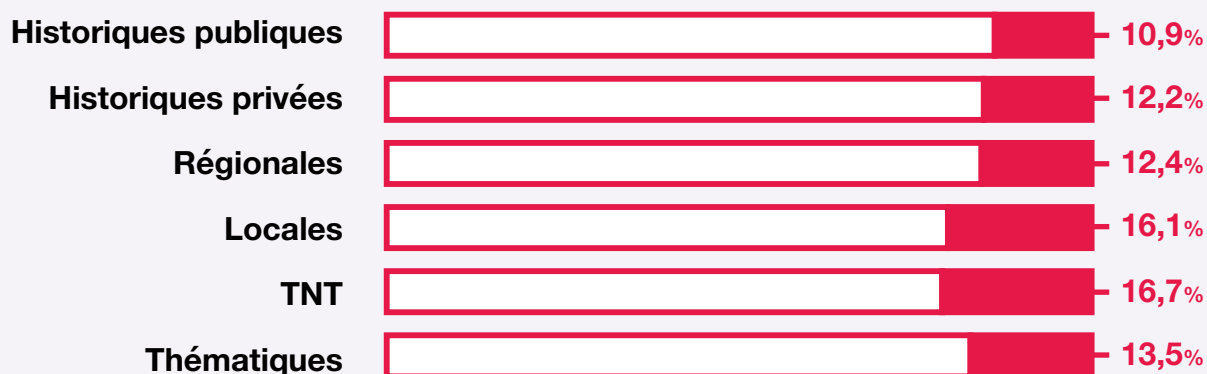 Historiques publiques 10,9%
Historiques privées 12,2%
Régionales 12,4%
Locales 16,1%
TNT 16,7%
Thématiques 13,5%